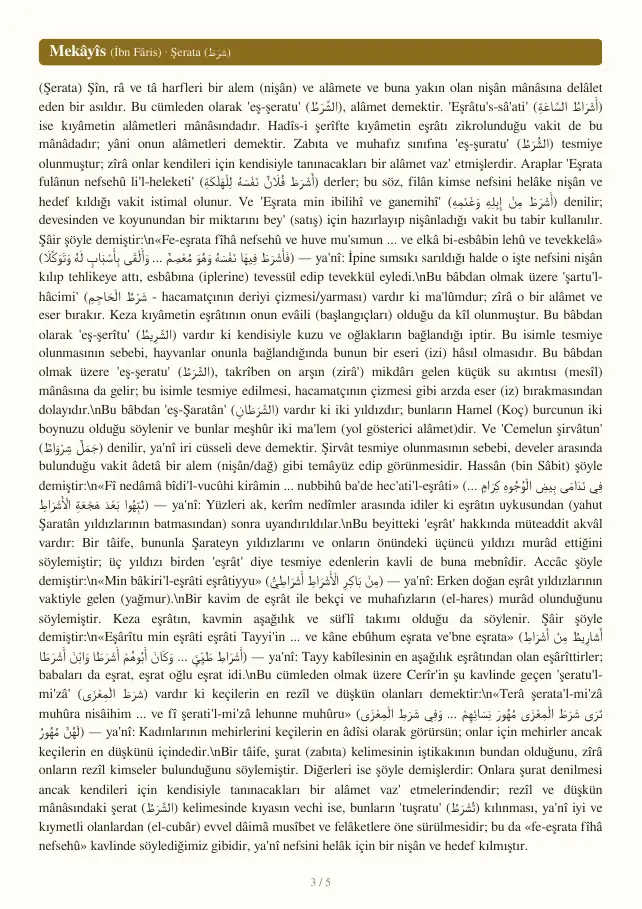 Mekâyîs (İbn Fâris) · Şerata (شَرَطَ)
(Şerata) Şîn, râ ve tâ harfleri bir alem (nişân) ve alâmete ve buna yakın olan nişân mânâsına delâlet
eden bir asıldır. Bu cümleden olarak 'eş-şeratu' (الشَّرَطُ), alâmet demektir. 'Eşrâtu's-sâ'ati' (أَشْرَاطُ السَّاعَةِ)
ise kıyâmetin alâmetleri mânâsındadır. Hadîs-i şerîfte kıyâmetin eşrâtı zikrolunduğu vakit de bu
mânâdadır; yâni onun alâmetleri demektir. Zabıta ve muhafız sınıfına 'eş-şuratu' (الشُّرَطُ) tesmiye
olunmuştur; zîrâ onlar kendileri için kendisiyle tanınacakları bir alâmet vaz' etmişlerdir. Araplar 'Eşrata
fulânun nefsehû li'l-heleketi' (أَشْرَطَ فُلَانٌ نَفْسَهُ لِلْهَلَكَةِ) derler; bu söz, filân kimse nefsini helâke nişân ve
hedef kıldığı vakit istimal olunur. Ve 'Eşrata min ibilihî ve ganemihî' (أَشْرَطَ مِنْ إِبِلِهِ وَغَنَمِهِ) denilir;
devesinden ve koyunundan bir miktarını bey' (satış) için hazırlayıp nişânladığı vakit bu tabir kullanılır.
Şâir şöyle demiştir:\n«Fe-eşrata fîhâ nefsehû ve huve mu'sımun ... ve elkâ bi-esbâbin lehû ve tevekkelâ»
(فَأَشْرَطَ فِيهَا نَفْسَهُ وَهُوَ مُعْصِمٌ ... وَأَلْقَى بِأَسْبَابٍ لَهُ وَتَوَكَّلَا) — ya'nî: İpine sımsıkı sarıldığı halde o işte nefsini nişân
kılıp tehlikeye attı, esbâbına (iplerine) tevessül edip tevekkül eyledi.\nBu bâbdan olmak üzere 'şartu'l-
hâcimi' (شَرْطُ الْحَاجِمِ - hacamatçının deriyi çizmesi/yarması) vardır ki ma'lûmdur; zîrâ o bir alâmet ve
eser bırakır. Keza kıyâmetin eşrâtının onun evâili (başlangıçları) olduğu da kîl olunmuştur. Bu bâbdan
olarak 'eş-şerîtu' (الشَّرِيطُ) vardır ki kendisiyle kuzu ve oğlakların bağlandığı iptir. Bu isimle tesmiye
olunmasının sebebi, hayvanlar onunla bağlandığında bunun bir eseri (izi) hâsıl olmasıdır. Bu bâbdan
olmak üzere 'eş-şeratu' (الشَّرَطُ), takrîben on arşın (zirâ') mikdârı gelen küçük su akıntısı (mesîl)
mânâsına da gelir; bu isimle tesmiye edilmesi, hacamatçının çizmesi gibi arzda eser (iz) bırakmasından
dolayıdır.\nBu bâbdan 'eş-Şaratân' (الشَّرَطَانِ) vardır ki iki yıldızdır; bunların Hamel (Koç) burcunun iki
boynuzu olduğu söylenir ve bunlar meşhûr iki ma'lem (yol gösterici alâmet)dir. Ve 'Cemelun şirvâtun'
(جَمَلٌ شِرْوَاطٌ) denilir, ya'nî iri cüsseli deve demektir. Şirvât tesmiye olunmasının sebebi, develer arasında
bulunduğu vakit âdetâ bir alem (nişân/dağ) gibi temâyüz edip görünmesidir. Hassân (bin Sâbit) şöyle
demiştir:\n«Fî nedâmâ bîdi'l-vucûhi kirâmin ... nubbihû ba'de hec'ati'l-eşrâti» (فِي نَدَامَى بِيضِ الْوُجُوهِ كِرَامٍ ...
نُبِّهُوا بَعْدَ هَجْعَةِ الْأَشْرَاطِ) — ya'nî: Yüzleri ak, kerîm nedîmler arasında idiler ki eşrâtın uykusundan (yahut
Şaratân yıldızlarının batmasından) sonra uyandırıldılar.\nBu beyitteki 'eşrât' hakkında müteaddit akvâl
vardır: Bir tâife, bununla Şarateyn yıldızlarını ve onların önündeki üçüncü yıldızı murâd ettiğini
söylemiştir; üç yıldızı birden 'eşrât' diye tesmiye edenlerin kavli de buna mebnîdir. Accâc şöyle
demiştir:\n«Min bâkiri'l-eşrâti eşrâtiyyu» (مِنْ بَاكِرِ الْأَشْرَاطِ أَشْرَاطِيُّ) — ya'nî: Erken doğan eşrât yıldızlarının
vaktiyle gelen (yağmur).\nBir kavim de eşrât ile bekçi ve muhafızların (el-hares) murâd olunduğunu
söylemiştir. Keza eşrâtın, kavmin aşağılık ve süflî takımı olduğu da söylenir. Şâir şöyle
demiştir:\n«Eşârîtu min eşrâti eşrâti Tayyi'in ... ve kâne ebûhum eşrata ve'bne eşrata» (أَشَارِيطُ مِنْ أَشْرَاطِ
أَشْرَاطِ طَيِّئٍ ... وَكَانَ أَبُوهُمْ أَشْرَطَا وَابْنَ أَشْرَطَا) — ya'nî: Tayy kabîlesinin en aşağılık eşrâtından olan eşârîttirler;
babaları da eşrat, eşrat oğlu eşrat idi.\nBu cümleden olmak üzere Cerîr'in şu kavlinde geçen 'şeratu'l-
mi'zâ' (شَرَط الْمِعْزَى) vardır ki keçilerin en rezîl ve düşkün olanları demektir:\n«Terâ şerata'l-mi'zâ
muhûra nisâihim ... ve fî şerati'l-mi'zâ lehunne muhûru» (تَرَى شَرَطَ الْمِعْزَى مُهُورَ نِسَائِهِمْ ... وَفِي شَرَطِ الْمِعْزَى
لَهُنَّ مُهُورُ) — ya'nî: Kadınlarının mehirlerini keçilerin en âdîsi olarak görürsün; onlar için mehirler ancak
keçilerin en düşkünü içindedir.\nBir tâife, şurat (zabıta) kelimesinin iştikakının bundan olduğunu, zîrâ
onların rezîl kimseler bulunduğunu söylemiştir. Diğerleri ise şöyle demişlerdir: Onlara şurat denilmesi
ancak kendileri için kendisiyle tanınacakları bir alâmet vaz' etmelerindendir; rezîl ve düşkün
mânâsındaki şerat (الشَّرَطُ) kelimesinde kıyasın vechi ise, bunların 'tuşratu' (تُشْرَطُ) kılınması, ya'nî iyi ve
kıymetli olanlardan (el-cubâr) evvel dâimâ musîbet ve felâketlere öne sürülmesidir; bu da «fe-eşrata fîhâ
nefsehû» kavlinde söylediğimiz gibidir, ya'nî nefsini helâk için bir nişân ve hedef kılmıştır.
3 / 5